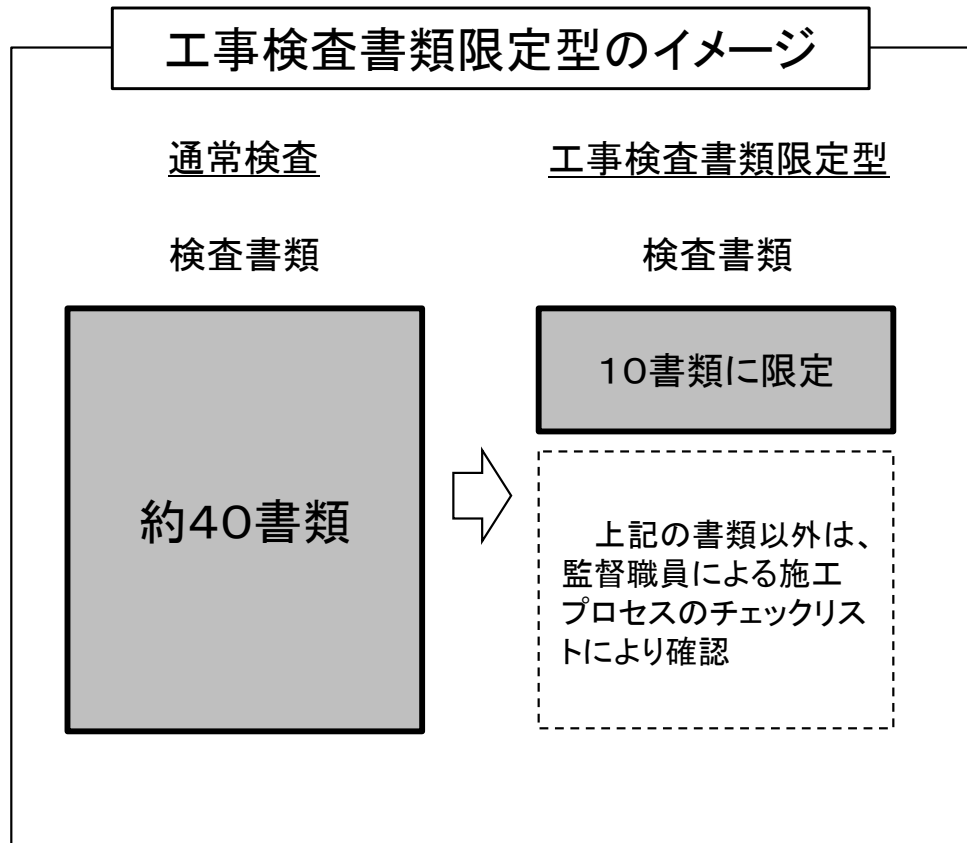 工事検査書類限定型のイメージ
通常検査
工事検査書類限定型
検査書類
検査書類
約40書類
10書類に限定
上記の書類以外は、
監督職員による施工
プロセスのチェックリス
トにより確認